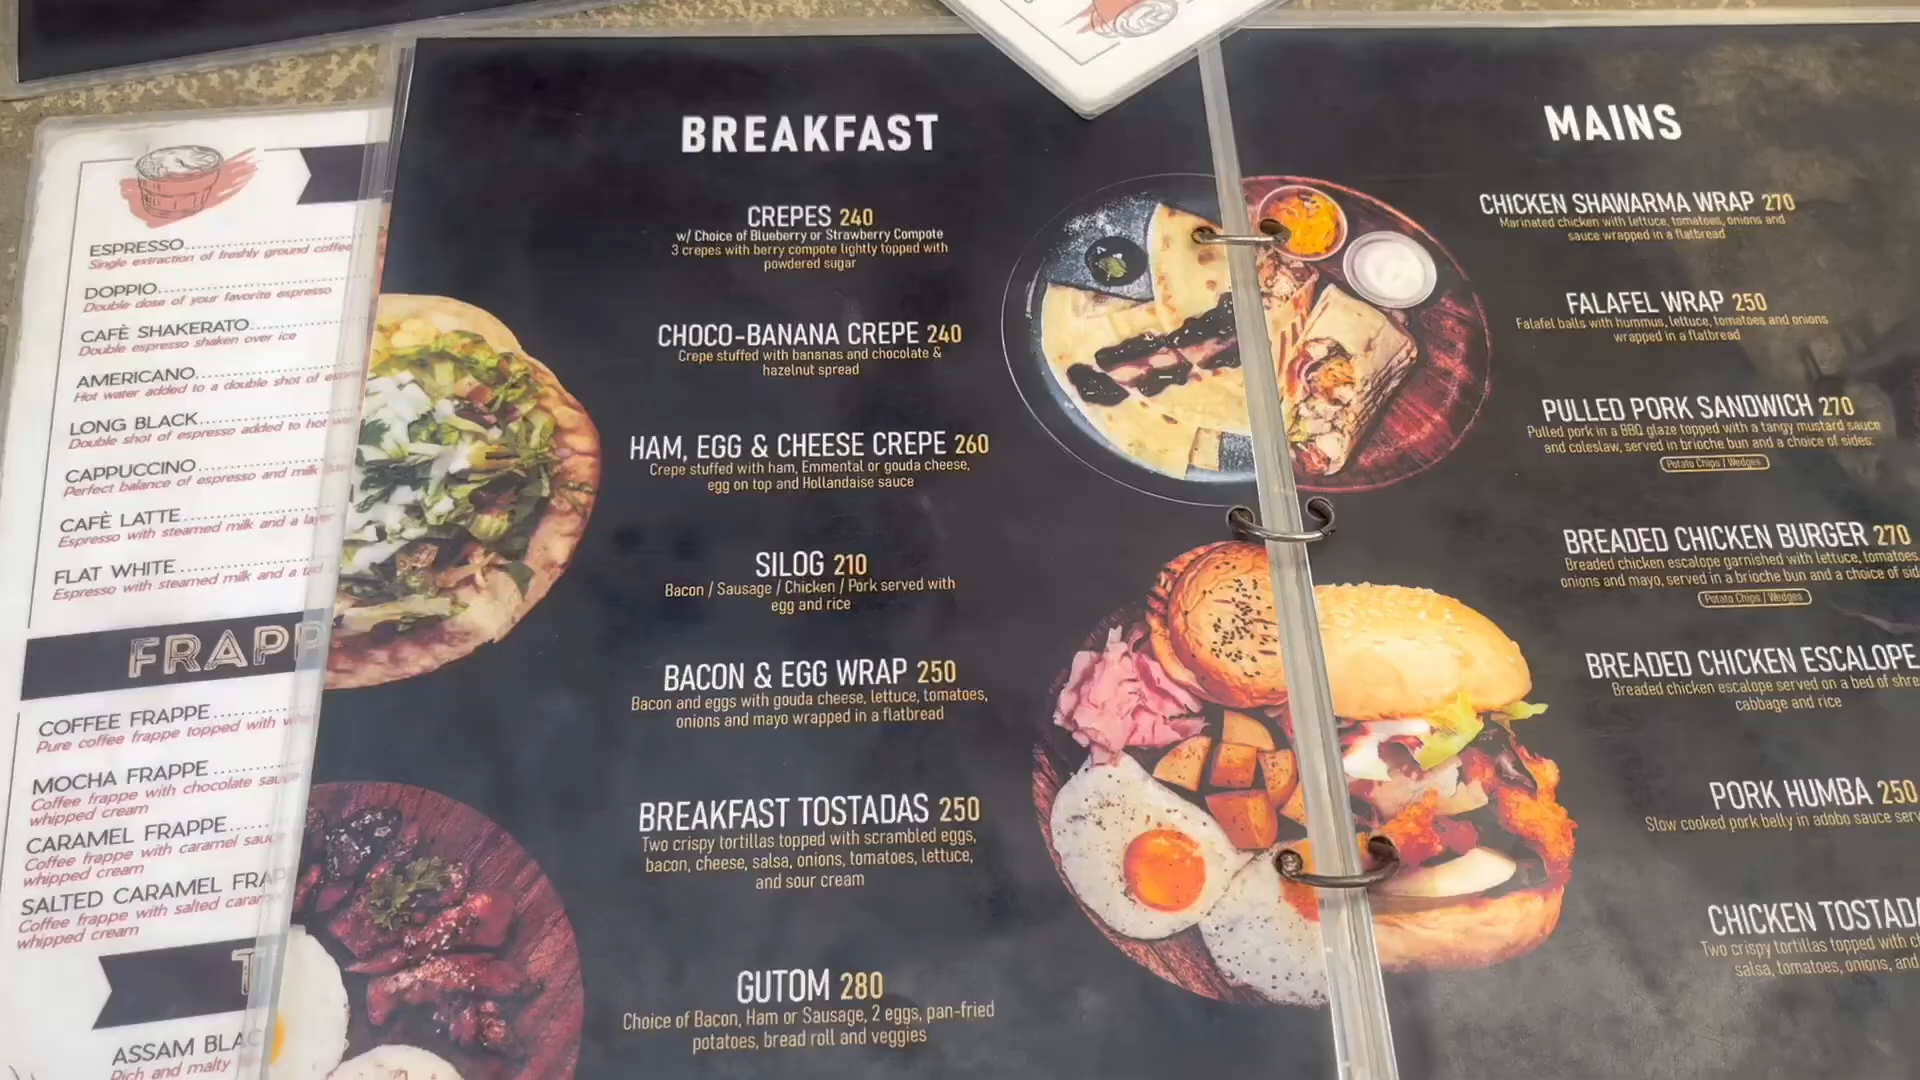 ESPRESSO
Single extraction of freshly ground coffee
DOPPIO
Double dose of your favorite espresso
CAFÈ SHAKERATO
Double espresso shaken over ice
AMERICANO
Hot water added to a double shot of
LONG BLACK
Double shot of espresso added to hot
CAPPUCCINO
Perfect balance of espresso and milk
CAFÈ LATTE
Espresso with steamed milk and a
FLAT WHITE
Espresso with steamed milk and a
FRAPP
COFFEE FRAPPE
Pure coffee frappe topped with
MOCHA FRAPPE
Coffee frappe with chocolate
whipped cream
CARAMEL FRAPPE
Coffee frappe with caramel
whipped cream
SALTED CARAMEL
Coffee frappe with salted
whipped cream
ASSAM
Rich and malty
BREAKFAST
CREPES 240
w/ Choice of Blueberry or Strawberry Compote
3 crepes with berry compote lightly topped with
powdered sugar
CHOCO-BANANA CREPE 240
Crepe stuffed with bananas and chocolate &
hazelnut spread
HAM, EGG & CHEESE CREPE 260
Crepe stuffed with ham, Emmental or gouda cheese,
egg on top and Hollandaise sauce
SILOG 210
Bacon / Sausage / Chicken / Pork served with
egg and rice
BACON & EGG WRAP 250
Bacon and eggs with gouda cheese, lettuce, tomatoes,
onions and mayo wrapped in a flatbread
BREAKFAST TOSTADAS 250
Two crispy tortillas topped with scrambled eggs,
bacon, cheese, salsa, onions, tomatoes, lettuce,
and sour cream
GUTOM 280
Choice of Bacon, Ham or Sausage, 2 eggs, pan-fried
potatoes, bread roll and veggies
MAINS
CHICKEN SHAWARMA WRAP 270
Marinated chicken with lettuce, tomatoes, onions and
sauce wrapped in a flatbread
FALAFEL WRAP 250
Falafel balls with hummus, lettuce, tomatoes and onions
wrapped in a flatbread
PULLED PORK SANDWICH 270
Pulled pork in a BBQ glaze topped with a tangy mustard sauce
and coleslaw, served in brioche bun and a choice of sides:
Potato Chips | Wedges
BREADED CHICKEN BURGER 270
Breaded chicken escalope garnished with lettuce, tomatoes
onions and mayo, served in a brioche bun and a choice of
Potato Chips | Wedges
BREADED CHICKEN ESCALOPE
Breaded chicken escalope served on a bed of
cabbage and rice
PORK HUMBA 250
Slow cooked pork belly in adobo sauce
CHICKEN
Two crispy tortillas topped with
salsa, tomatoes, onions, and